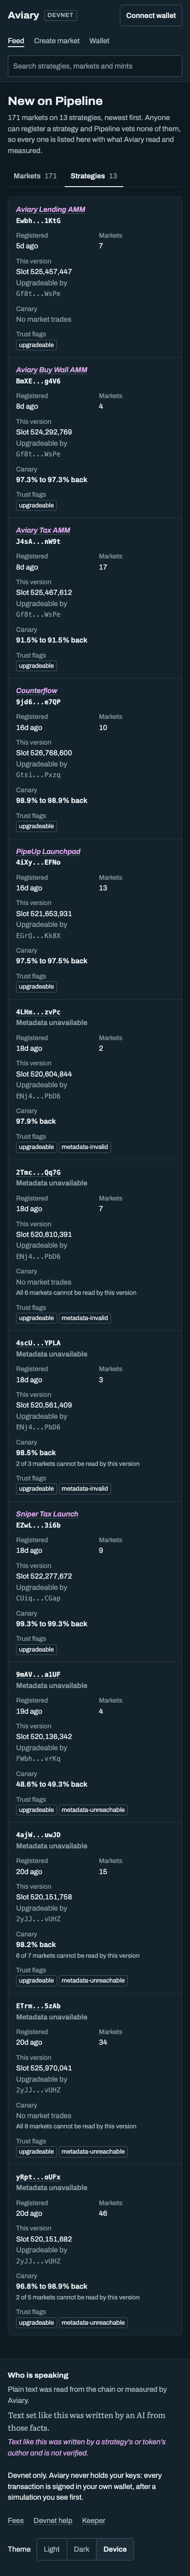 Aviary DEVNET Connect wallet
Feed Create market Wallet
Search strategies, markets and mints
New on Pipeline
171 markets on 13 strategies, newest first. Anyone
can register a strategy and Pipeline vets none of them,
so every one is listed here with what Aviary read and
measured.
Markets 171 Strategies 13
Aviary Lending AMM
Ewbh...1KtG
Registered Markets
5d ago 7
This version
Slot 525,457,447
Upgradeable by
Gf8t...WsPe
Canary
No market trades
Trust flags
upgradeable
Aviary Buy Wall AMM
BmXE...g4V6
Registered Markets
8d ago 4
This version
Slot 524,292,769
Upgradeable by
Gf8t...WsPe
Canary
97.3% to 97.3% back
Trust flags
upgradeable
Aviary Tax AMM
J4sA...nW9t
Registered Markets
8d ago 17
This version
Slot 525,467,612
Upgradeable by
Gf8t...WsPe
Canary
91.5% to 91.5% back
Trust flags
upgradeable
Counterflow
9jd6...e7QP
Registered Markets
16d ago 10
This version
Slot 526,768,600
Upgradeable by
Gtsi...Pxzq
Canary
98.9% to 98.9% back
Trust flags
upgradeable
PipeUp Launchpad
4iXy...EFNo
Registered Markets
16d ago 13
This version
Slot 521,653,931
Upgradeable by
EGrQ...Kk8X
Canary
97.5% to 97.5% back
Trust flags
upgradeable
4LHm...zvPc
Metadata unavailable
Registered Markets
18d ago 2
This version
Slot 520,604,844
Upgradeable by
ENj4...PbD6
Canary
97.9% back
Trust flags
upgradeable metadata-invalid
2Tmc...Qq7G
Metadata unavailable
Registered Markets
18d ago 7
This version
Slot 520,610,391
Upgradeable by
ENj4...PbD6
Canary
No market trades
All 6 markets cannot be read by this version
Trust flags
upgradeable metadata-invalid
4scU...YPLA
Metadata unavailable
Registered Markets
18d ago 3
This version
Slot 520,561,409
Upgradeable by
ENj4...PbD6
Canary
98.5% back
2 of 3 markets cannot be read by this version
Trust flags
upgradeable metadata-invalid
Sniper Tax Launch
EZwL...3i6b
Registered Markets
18d ago 9
This version
Slot 522,277,672
Upgradeable by
CUiq...CGap
Canary
99.3% to 99.3% back
Trust flags
upgradeable
9mAV...a1UF
Metadata unavailable
Registered Markets
19d ago 4
This version
Slot 520,136,342
Upgradeable by
FWbh...vrKq
Canary
48.6% to 49.3% back
Trust flags
upgradeable metadata-unreachable
4ajW...uwJD
Metadata unavailable
Registered Markets
20d ago 15
This version
Slot 520,151,758
Upgradeable by
2yJJ...vUHZ
Canary
98.2% back
6 of 7 markets cannot be read by this version
Trust flags
upgradeable metadata-unreachable
ETrm...5zAb
Metadata unavailable
Registered Markets
20d ago 34
This version
Slot 525,970,041
Upgradeable by
2yJJ...vUHZ
Canary
No market trades
All 8 markets cannot be read by this version
Trust flags
upgradeable metadata-unreachable
yRpt...oUFx
Metadata unavailable
Registered Markets
20d ago 46
This version
Slot 520,151,682
Upgradeable by
2yJJ...vUHZ
Canary
96.8% to 98.9% back
2 of 5 markets cannot be read by this version
Trust flags
upgradeable metadata-unreachable
Who is speaking
Plain text was read from the chain or measured by
Aviary.
Text set like this was written by an AI from
those facts.
Text like this was written by a strategy's or token's
author and is not verified.
Devnet only. Aviary never holds your keys: every
transaction is signed in your own wallet, after a
simulation you see first.
Fees Devnet help Keeper
Theme Light Dark Device